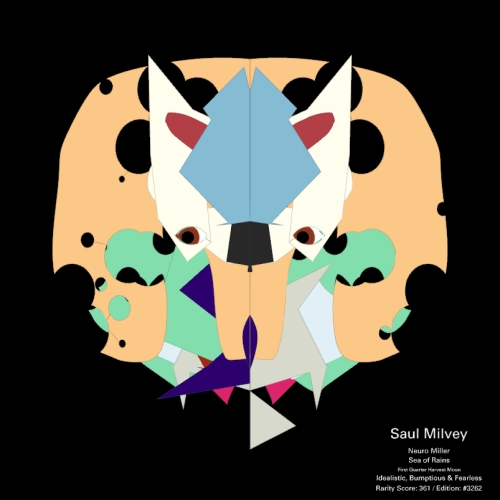 Saul Milvey
Neuro Miller
Sea of Rains
First Quarter Harvest Moon
Idealistic, Bumptious & Fearless
Rarity Score: 361 / Edition: #3262